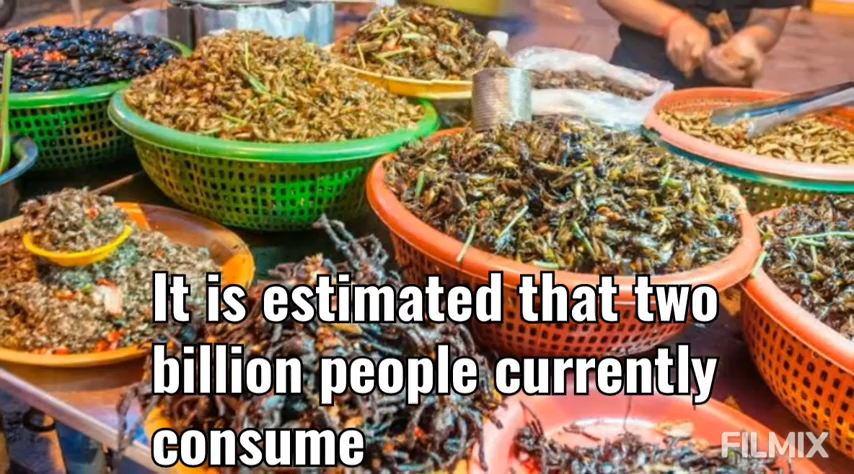 It is estimated that two
billion people currently
consume
FILMIX